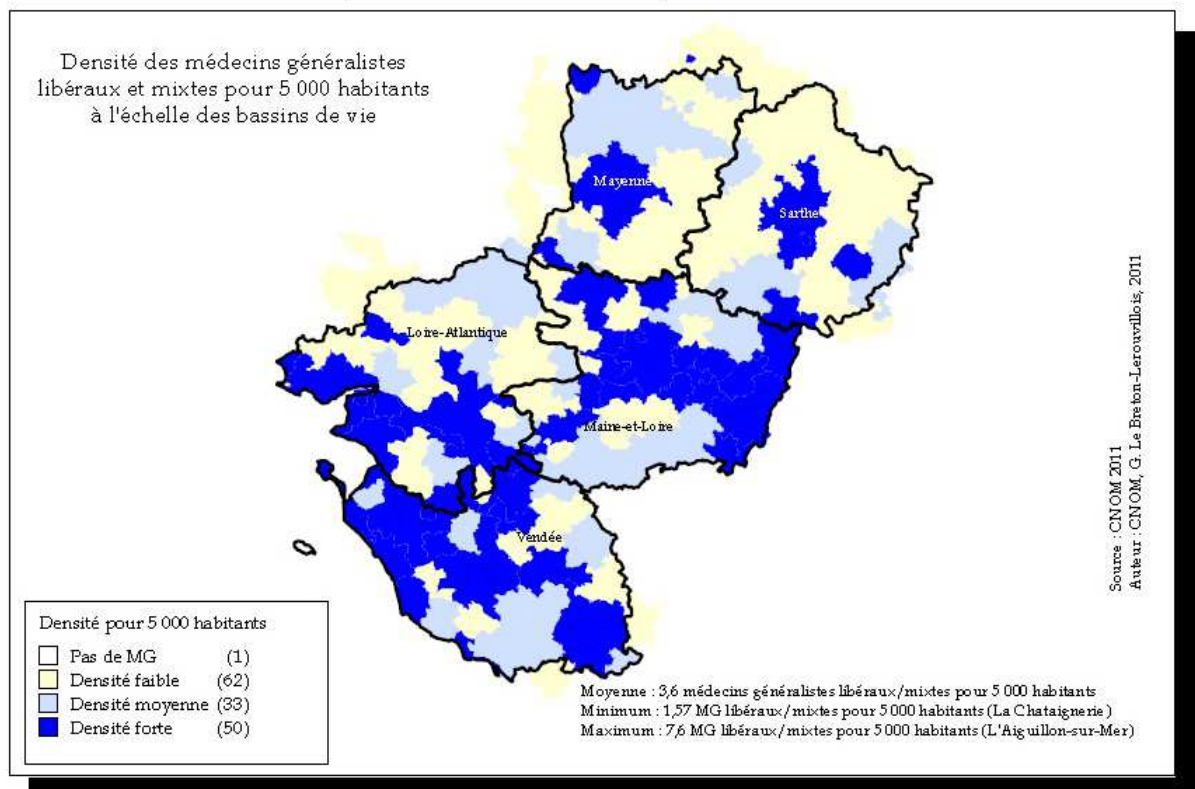 Densité des médecins généralistes
libéraux et mixtes pour 5 000 habitants
à l'échelle des bassins de vie
Mayenne
Sarthe
Loire-Atlantique
Maine-et-Loire
Vendée
Source : CNOM 2011
Auteur : CNOM, G. Le Breton-Lerouvillois, 2011
Densité pour 5 000 habitants
Pas de MG (1)
Densité faible (62)
Densité moyenne (33)
Densité forte (50)
Moyenne : 3,6 médecins généralistes libéraux/mixtes pour 5 000 habitants
Minimum : 1,57 MG libéraux/mixtes pour 5 000 habitants (La Chataignerie)
Maximum : 7,6 MG libéraux/mixtes pour 5 000 habitants (L'Aiguillon-sur-Mer)